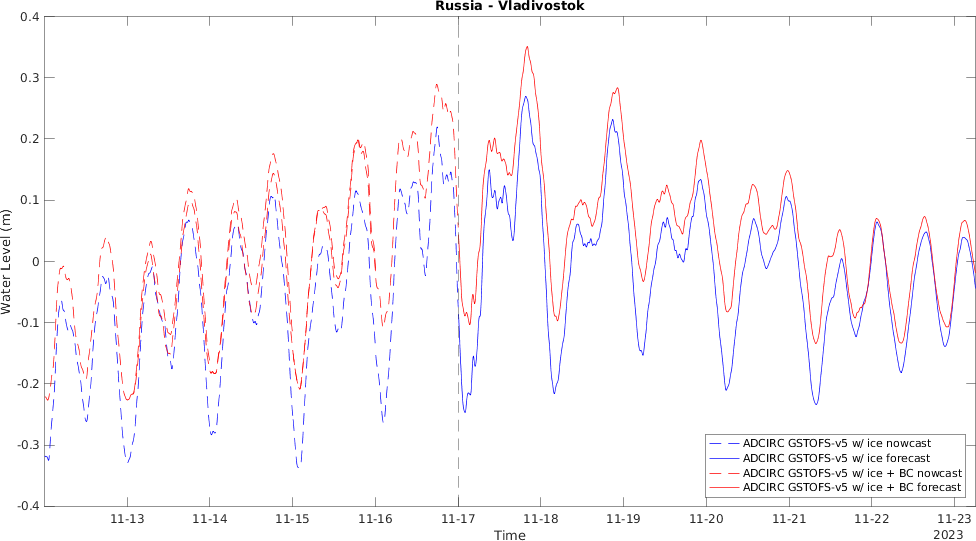 Russia - Vladivostok
0.4
0.3
0.2
0.1
0
-0.1
-0.2
-0.3
-0.4
Water Level (m)
ADCIRC GSTOFS-v5 w/ ice nowcast
ADCIRC GSTOFS-v5 w/ ice forecast
ADCIRC GSTOFS-v5 w/ ice + BC nowcast
ADCIRC GSTOFS-v5 w/ ice + BC forecast
11-13 11-14 11-15 11-16 11-17 11-18 11-19 11-20 11-21 11-22 11-23
Time 2023